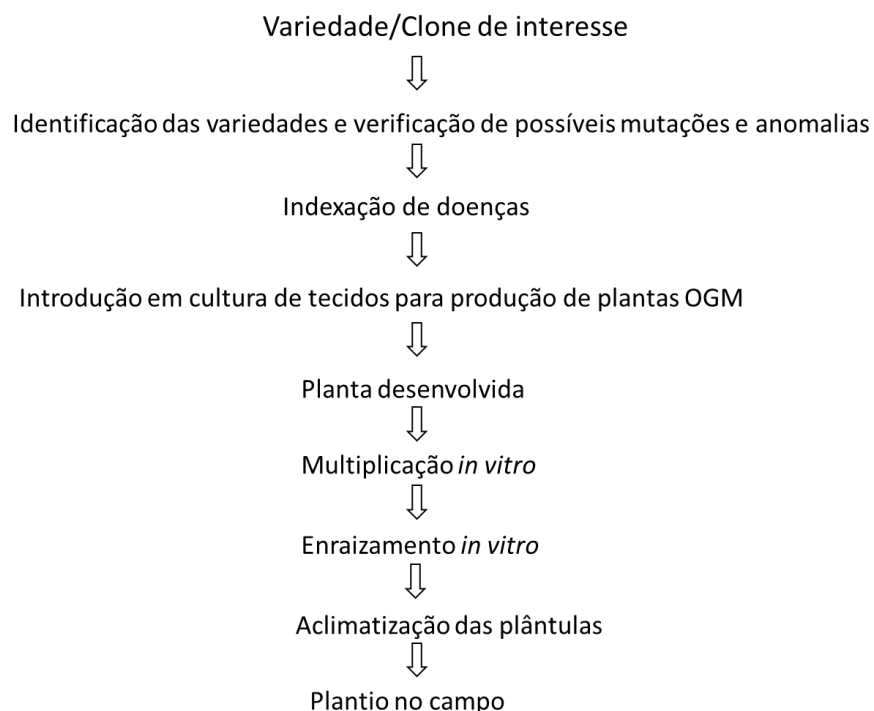 Variedade/Clone de interesse
Identificação das variedades e verificação de possíveis mutações e anomalias
Indexação de doenças
Introdução em cultura de tecidos para produção de plantas OGM
Planta desenvolvida
Multiplicação in vitro
Enraizamento in vitro
Aclimatização das plântulas
Plantio no campo